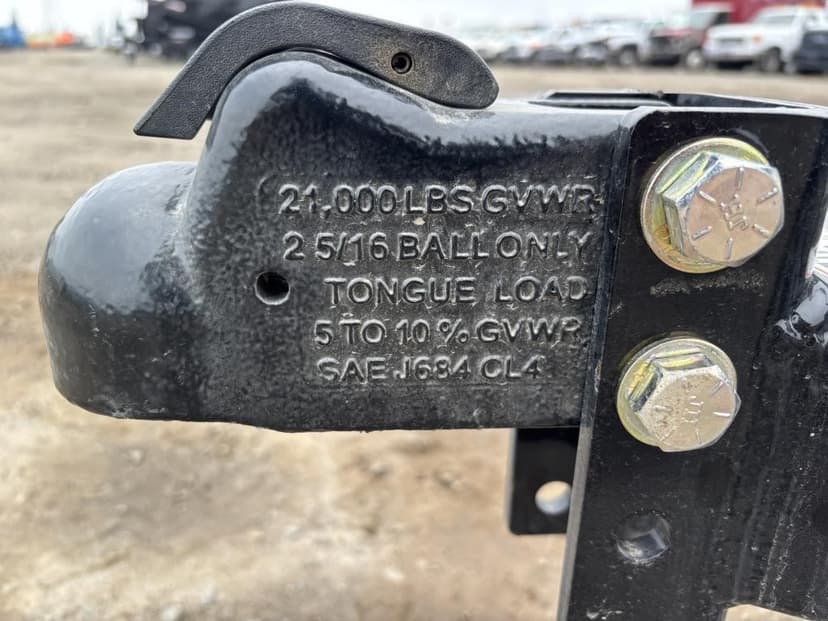 21,000 LBS GVWR
2 5/16 BALL ONLY
TONGUE LOAD
5 TO 10 % GVWR
SAE J684 CL4